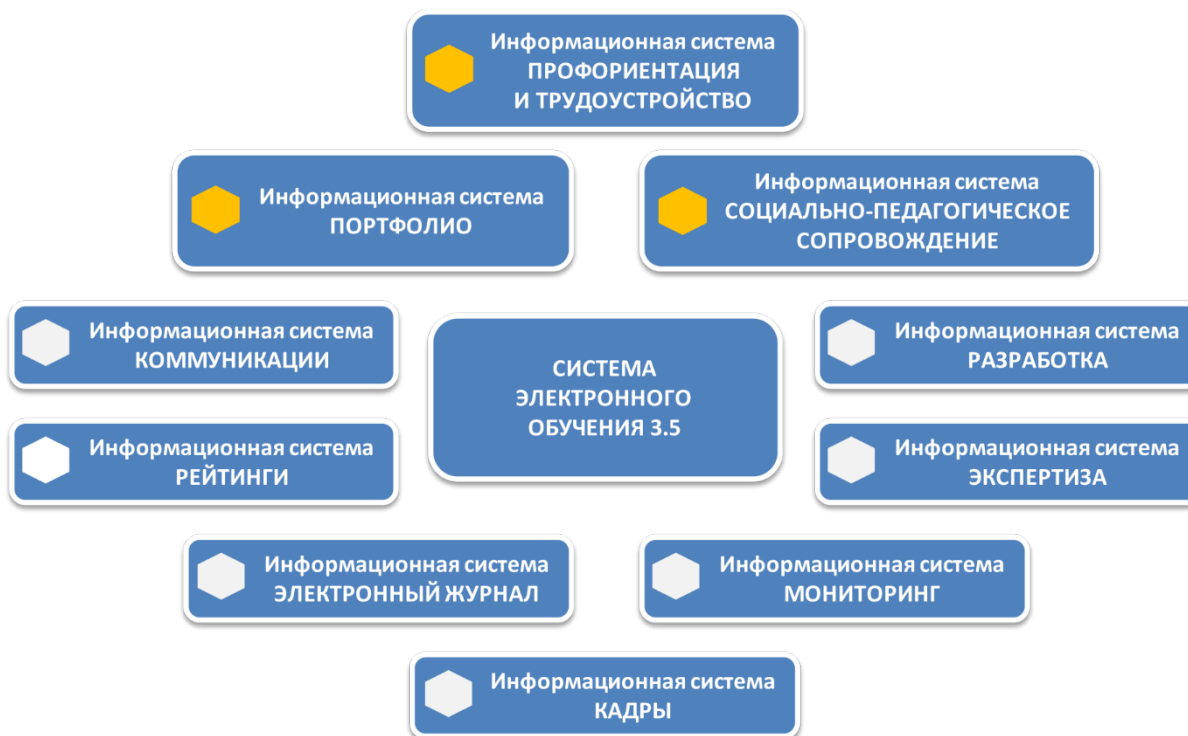 Информационная система
ПРОФОРИЕНТАЦИЯ
И ТРУДОУСТРОЙСТВО
Информационная система
ПОРТФОЛИО
Информационная система
СОЦИАЛЬНО-ПЕДАГОГИЧЕСКОЕ
СОПРОВОЖДЕНИЕ
Информационная система
КОММУНИКАЦИИ
СИСТЕМА
ЭЛЕКТРОННОГО
ОБУЧЕНИЯ 3.5
Информационная система
РАЗРАБОТКА
Информационная система
РЕЙТИНГИ
Информационная система
ЭКСПЕРТИЗА
Информационная система
ЭЛЕКТРОННЫЙ ЖУРНАЛ
Информационная система
МОНИТОРИНГ
Информационная система
КАДРЫ